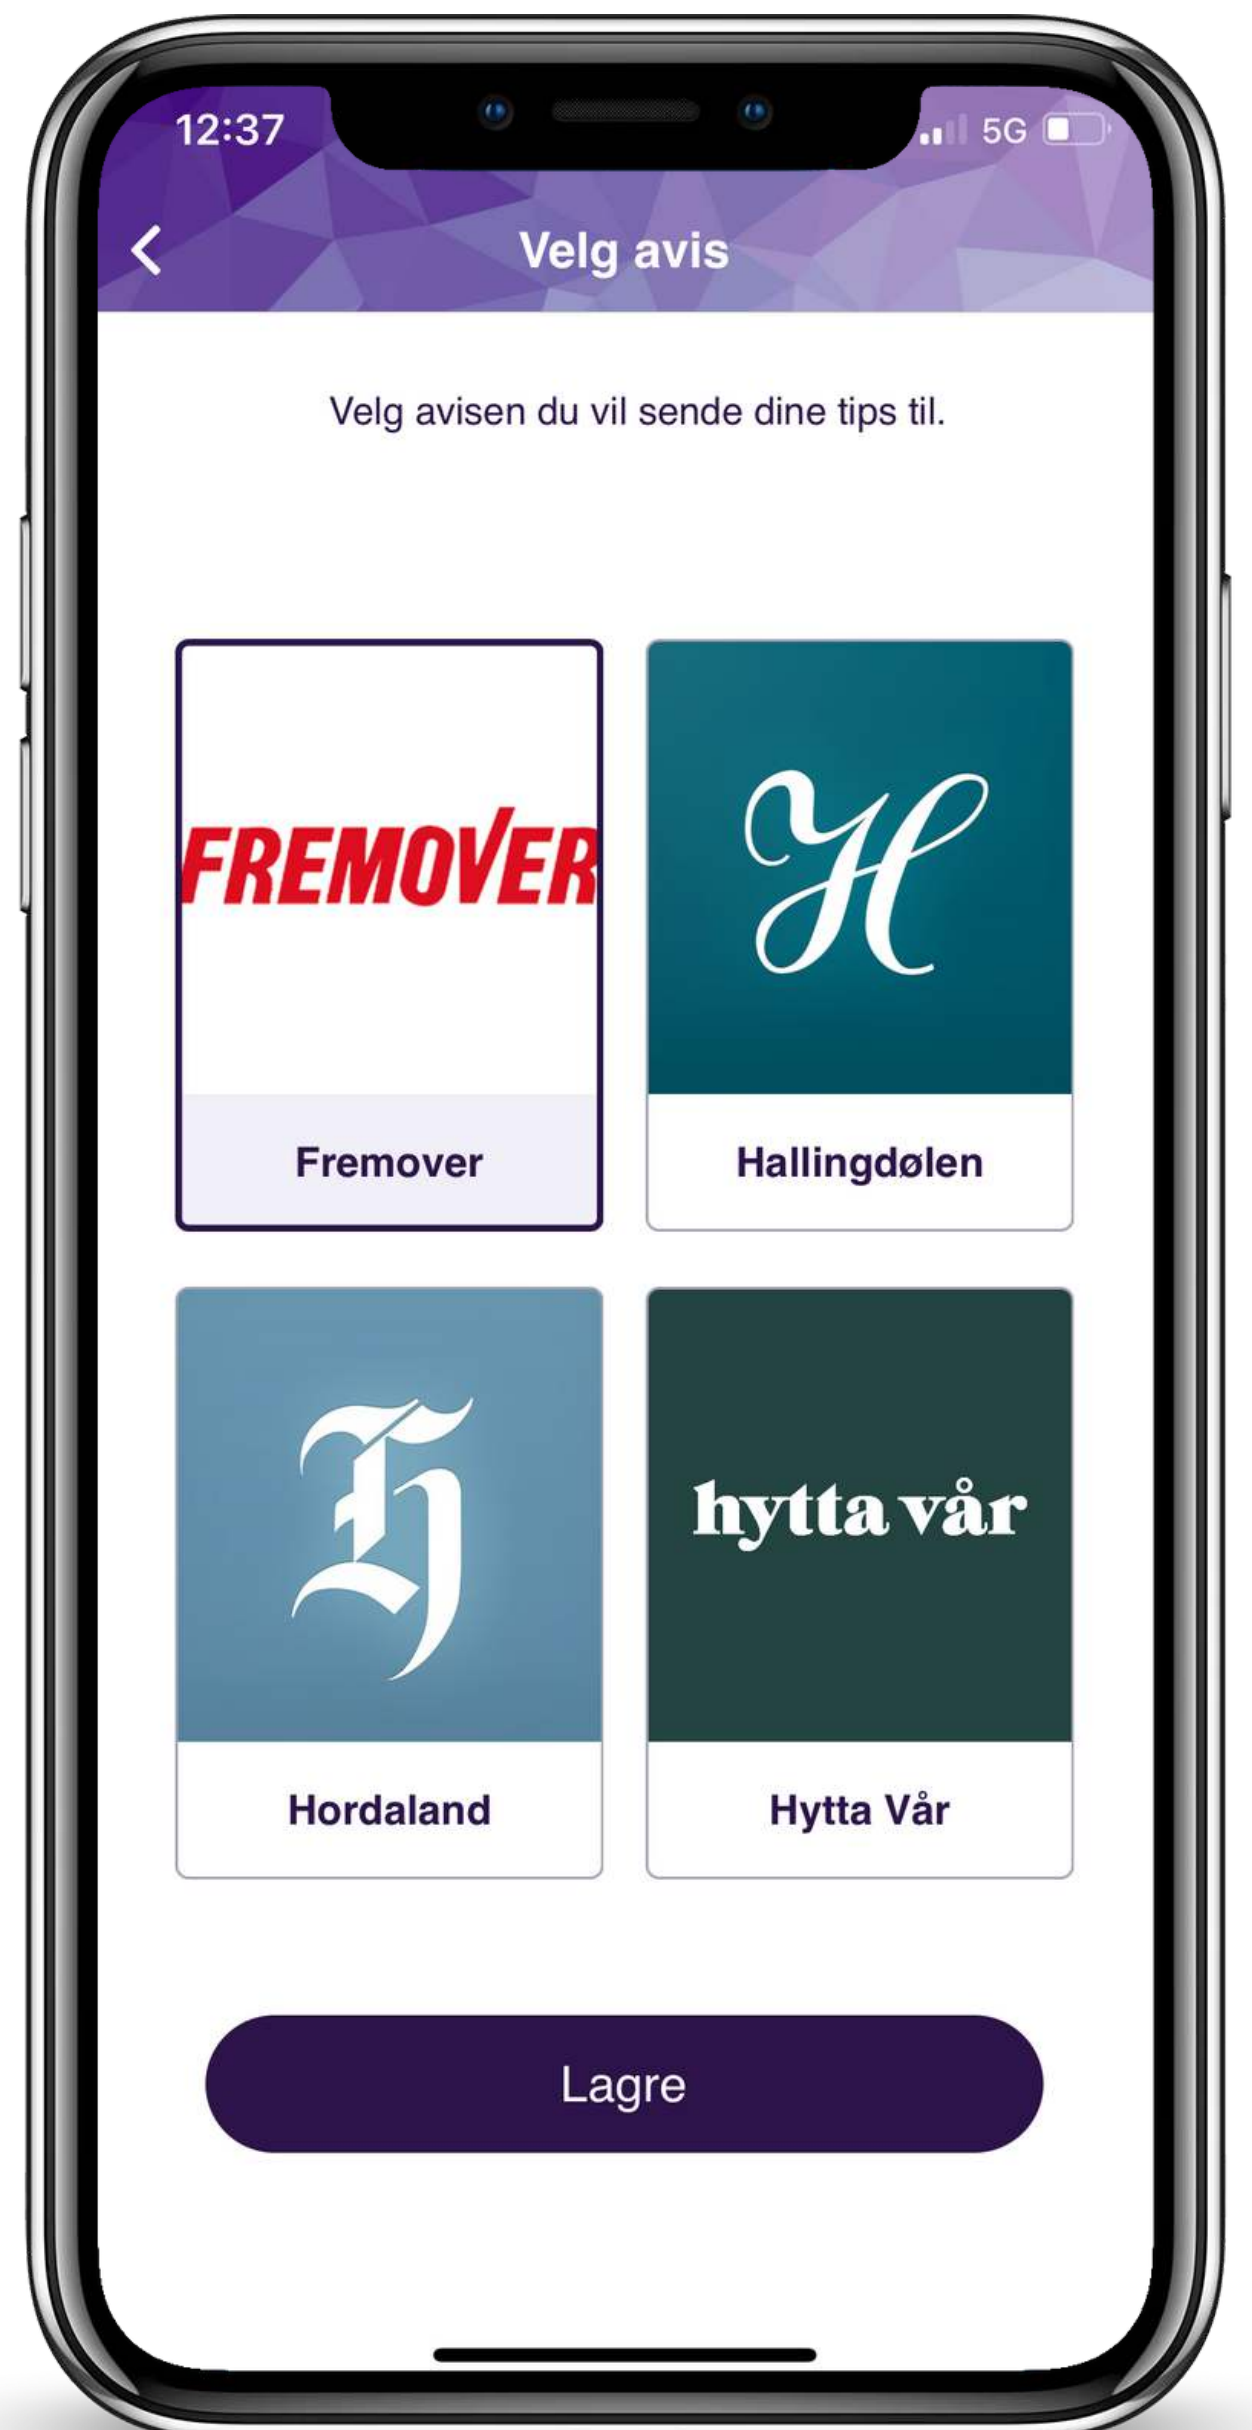 12:37
5G
Velg avis
Velg avisen du vil sende dine tips til.
FREMOVER
H
Fremover
Hallingdølen
H
hytta vår
Hordaland
Hytta Vår
Lagre